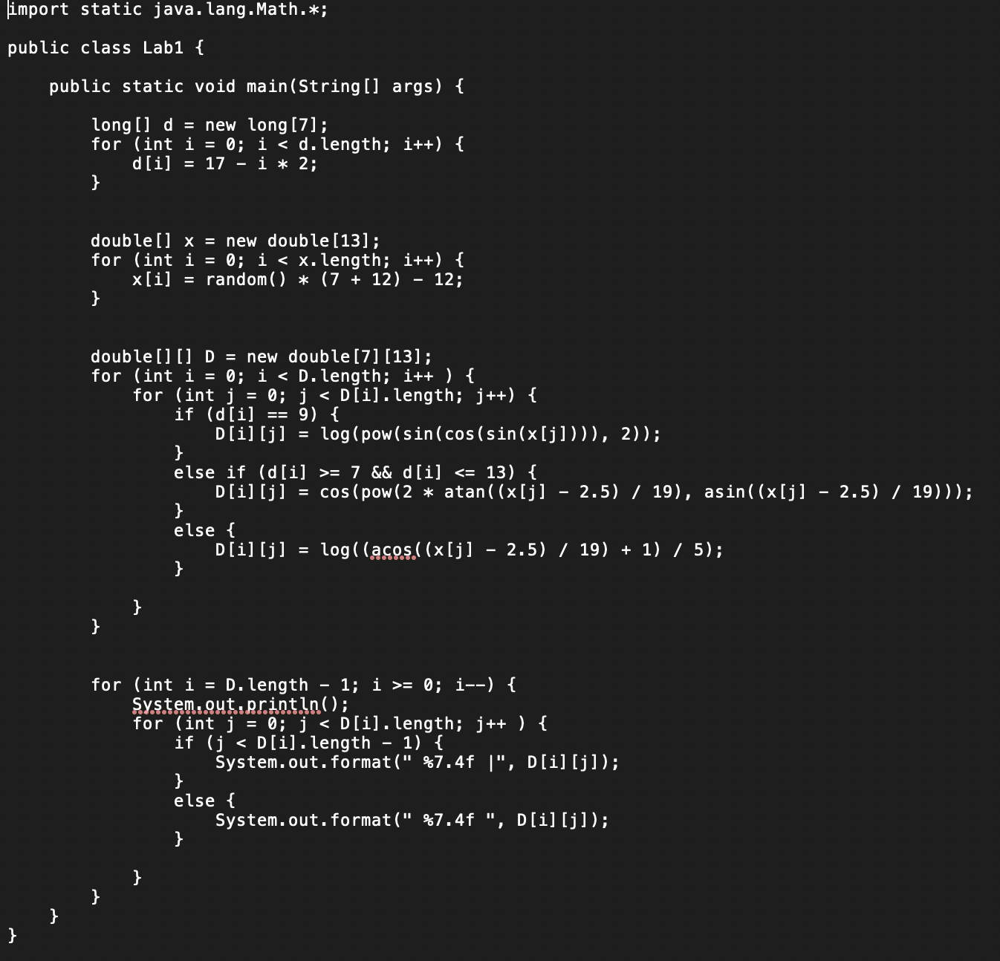 import static java.lang.Math.*;
public class Lab1 {
public static void main(String[] args) {
long[] d = new long[7];
for (int i = 0; i < d.length; i++) {
d[i] = 17 - i * 2;
}
double[] x = new double[13];
for (int i = 0; i < x.length; i++) {
x[i] = random() * (7 + 12) - 12;
}
double[][] D = new double[7][13];
for (int i = 0; i < D.length; i++ ) {
for (int j = 0; j < D[i].length; j++) {
if (d[i] == 9) {
D[i][j] = log(pow(sin(cos(sin(x[j]))), 2));
}
else if (d[i] >= 7 && d[i] <= 13) {
D[i][j] = cos(pow(2 * atan((x[j] - 2.5) / 19), asin((x[j] - 2.5) / 19)));
}
else {
D[i][j] = log((acos((x[j] - 2.5) / 19) + 1) / 5);
}
}
}
for (int i = D.length - 1; i >= 0; i--) {
System.out.println();
for (int j = 0; j < D[i].length; j++ ) {
if (j < D[i].length - 1) {
System.out.format(" %7.4f |", D[i][j]);
}
else {
System.out.format(" %7.4f ", D[i][j]);
}
}
}
}
}